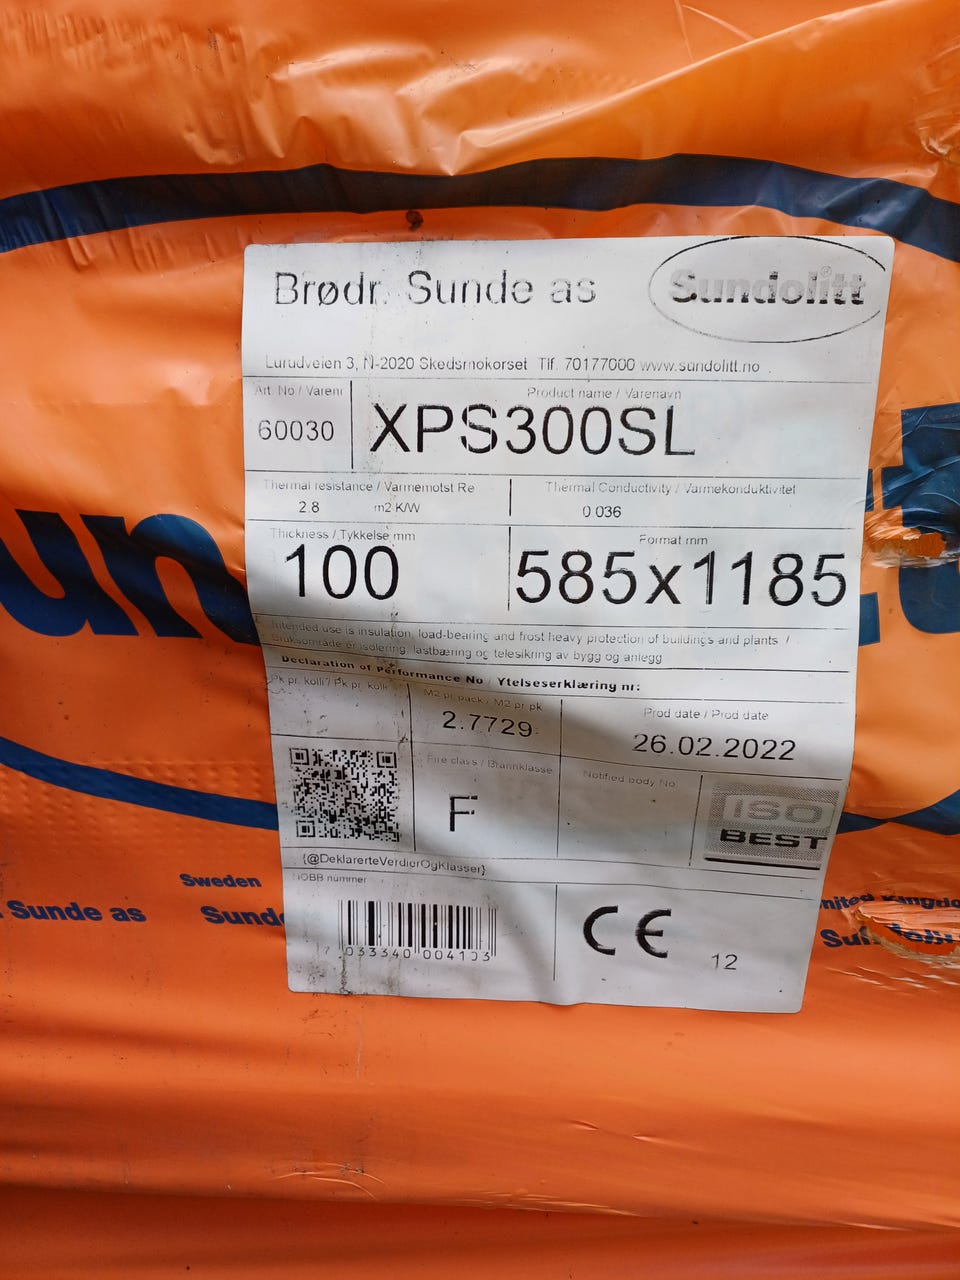 Brødr. Sunde as
Sundolitt®
Lurudveien 3, N-2020 Skedsmokorset Tlf. 70177000 www.sundolitt.no
Art. No / Varenr
60030
Product name / Varenavn
XPS300SL
Thermal resistance / Varmemotst Re
2.8 m2 K/W
Thermal Conductivity / Varmekonduktivitet
0.036
Thickness / Tykkelse mm
100
Format mm
585x1185
Intended use is insulation, load-bearing and frost heavy protection of buildings and plants /
Bruksområde er isolering, lastbæring og telesikring av bygg og anlegg
Declaration of Performance No / Ytelseserklæring nr:
Pk pr. kolli / Pk pr. kolli
M2 pr pack / M2 pr pk
2.7729
Prod date / Prod date
26.02.2022
Fire class / Brannklasse
F
Notified body No
ISO
BEST
{@DeklarerteVerdierOgKlasser}
NOBB nummer
7 033340 004103
CE
12
un
Sweden
Sunde as
Sund
United Kingdo